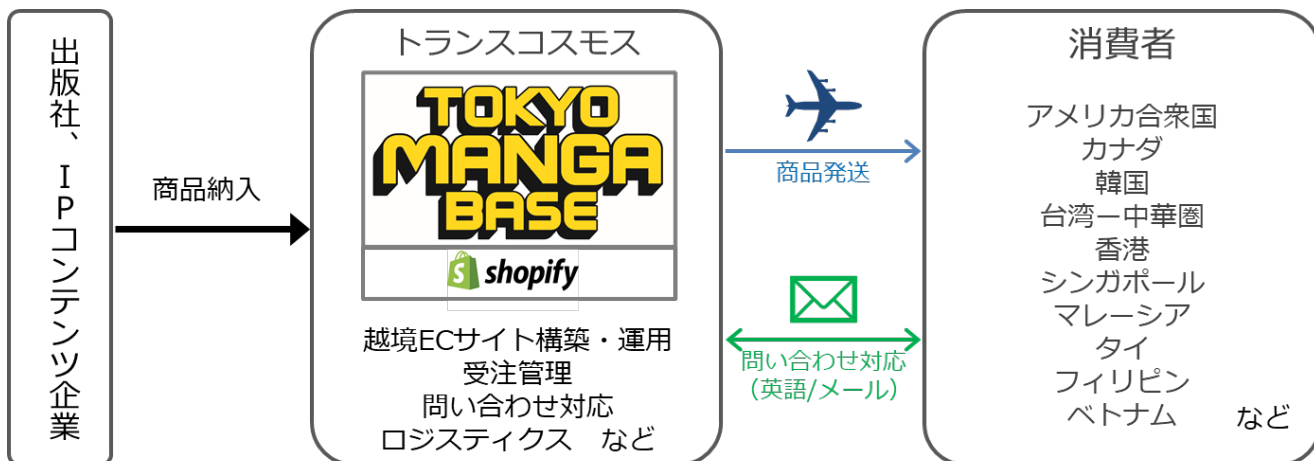 出版社、IPコンテンツ企業
商品納入
トランスコスモス
TOKYO
MANGA
BASE
shopify
越境ECサイト構築・運用
受注管理
問い合わせ対応
ロジスティクス　など
商品発送
問い合わせ対応
（英語/メール）
消費者
アメリカ合衆国
カナダ
韓国
台湾ー中華圏
香港
シンガポール
マレーシア
タイ
フィリピン
ベトナム　など